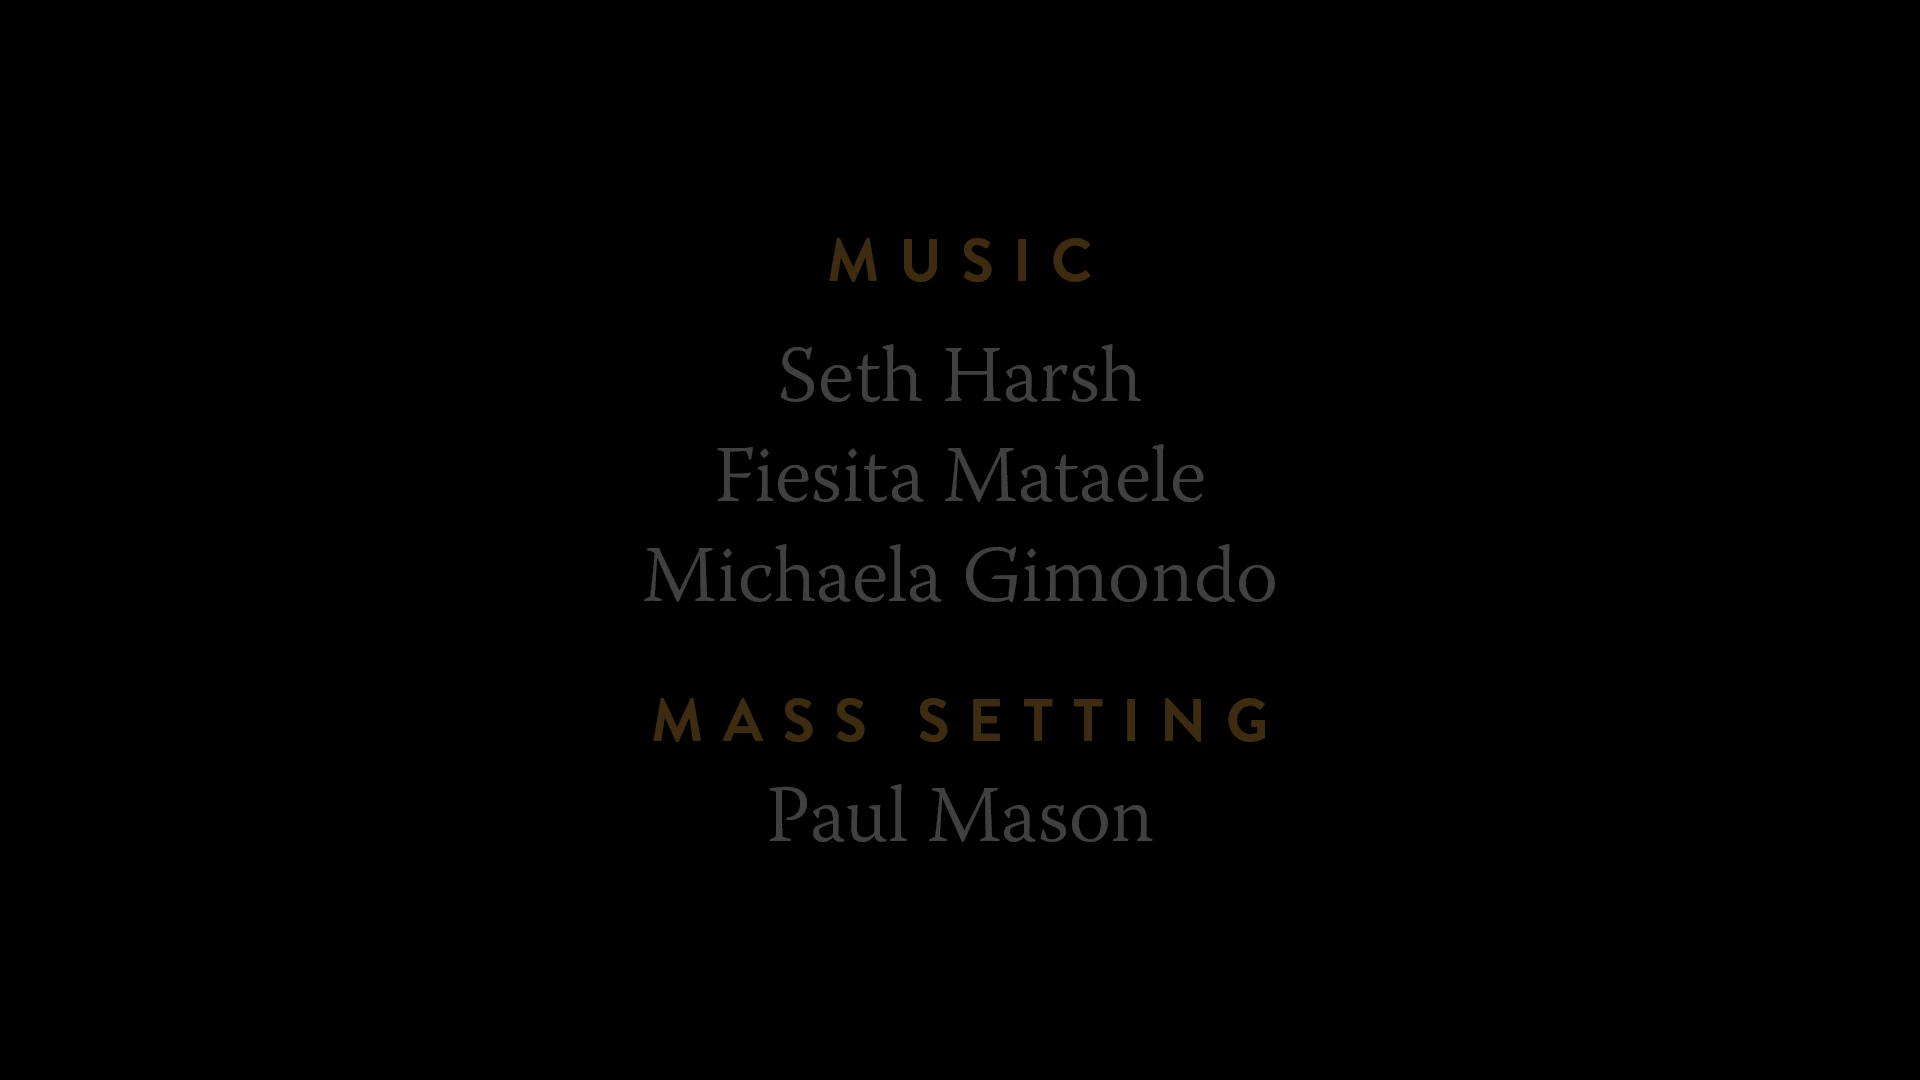 MUSIC
Seth Harsh
Fiesita Mataele
Michaela Gimondo
MASS SETTING
Paul Mason